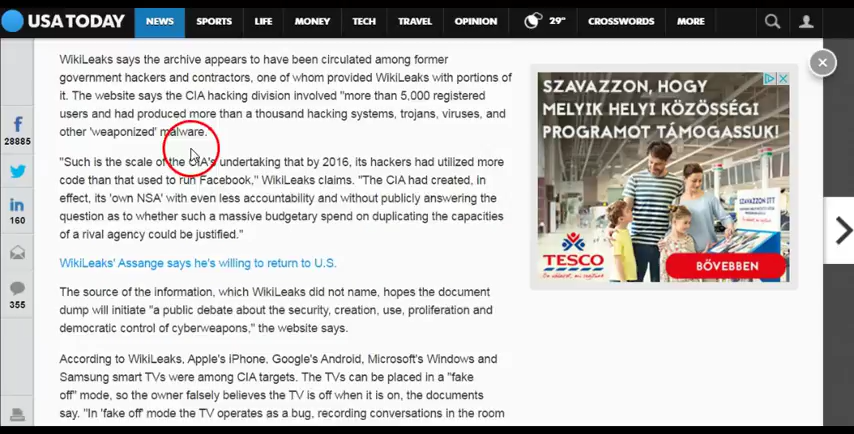 USA TODAY NEWS SPORTS LIFE MONEY TECH TRAVEL OPINION 29° CROSSWORDS MORE
WikiLeaks says the archive appears to have been circulated among former
government hackers and contractors, one of whom provided WikiLeaks with portions of
it. The website says the CIA hacking division involved "more than 5,000 registered
users and had produced more than a thousand hacking systems, trojans, viruses, and
other 'weaponized' malware."
"Such is the scale of the CIA's undertaking that by 2016, its hackers had utilized more
code than that used to run Facebook," WikiLeaks claims. "The CIA had created, in
effect, its 'own NSA' with even less accountability and without publicly answering the
question as to whether such a massive budgetary spend on duplicating the capacities
of a rival agency could be justified."
WikiLeaks' Assange says he's willing to return to U.S.
The source of the information, which WikiLeaks did not name, hopes the document
dump will initiate "a public debate about the security, creation, use, proliferation and
democratic control of cyberweapons," the website says.
According to WikiLeaks, Apple's iPhone, Google's Android, Microsoft's Windows and
Samsung smart TVs were among CIA targets. The TVs can be placed in a "fake
off" mode, so the owner falsely believes the TV is off when it is on, the documents
say. "In 'fake off' mode the TV operates as a bug, recording conversations in the room
28885
160
355
SZAVAZZON, HOGY
MELYIK HELYI KÖZÖSSÉGI
PROGRAMOT TÁMOGASSUK!
SZAVAZZON ITT
TESCO
BŐVEBBEN